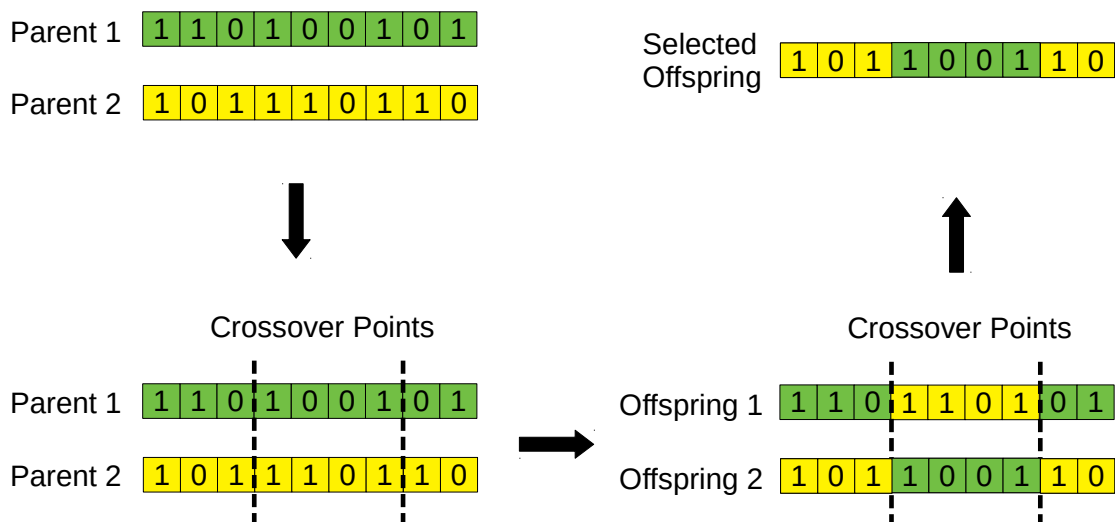 Parent 1 1 1 0 1 0 0 1 0 1
Parent 2 1 0 1 1 1 0 1 1 0
Selected
Offspring
1 0 1 1 0 0 1 1 0
Crossover Points
Parent 1 1 1 0 1 0 0 1 0 1
Parent 2 1 0 1 1 1 0 1 1 0
Crossover Points
Offspring 1 1 1 0 1 1 0 1 0 1
Offspring 2 1 0 1 1 0 0 1 1 0